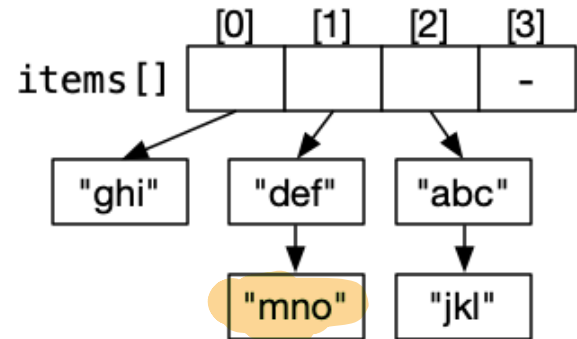 [0] [1] [2] [3]
items[] -
"ghi" "def" "abc"
"mno" "jkl"